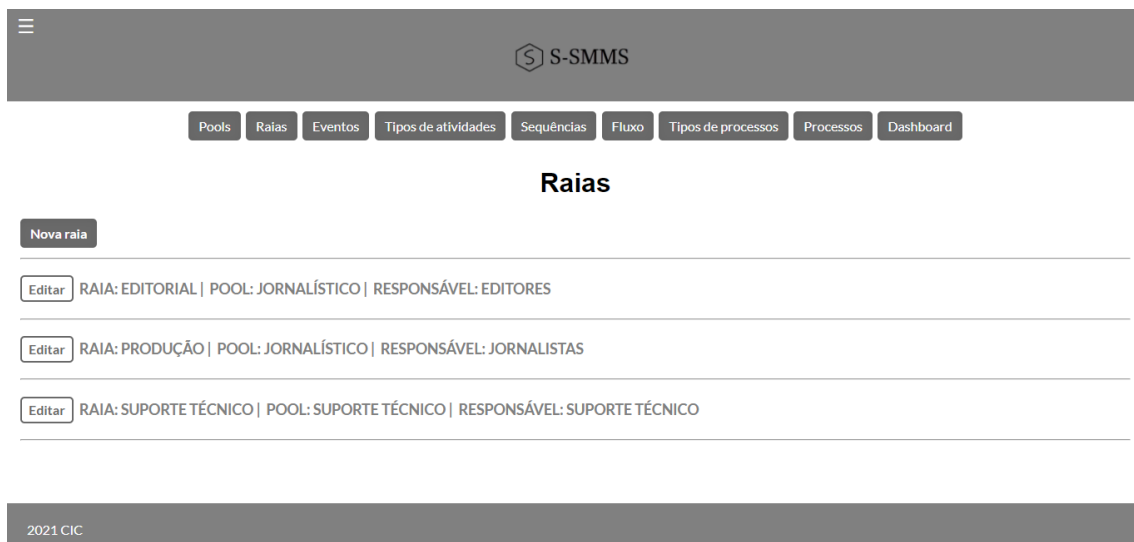 ☰
S-SMMS
Pools Raias Eventos Tipos de atividades Sequências Fluxo Tipos de processos Processos Dashboard
Raias
Nova raia
Editar RAIA: EDITORIAL | POOL: JORNALÍSTICO | RESPONSÁVEL: EDITORES
Editar RAIA: PRODUÇÃO | POOL: JORNALÍSTICO | RESPONSÁVEL: JORNALISTAS
Editar RAIA: SUPORTE TÉCNICO | POOL: SUPORTE TÉCNICO | RESPONSÁVEL: SUPORTE TÉCNICO
2021 CIC